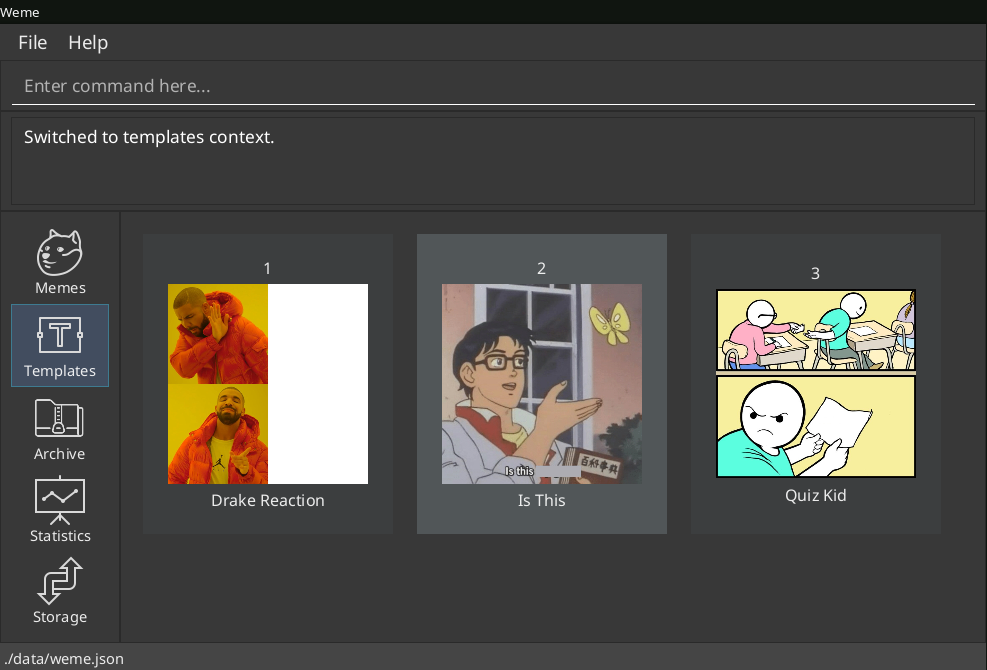 Weme
File Help
Enter command here...
Switched to templates context.
Memes
Templates
Archive
Statistics
Storage
1
Drake Reaction
2
Is this
百科事典
Is This
3
Quiz Kid
./data/weme.json